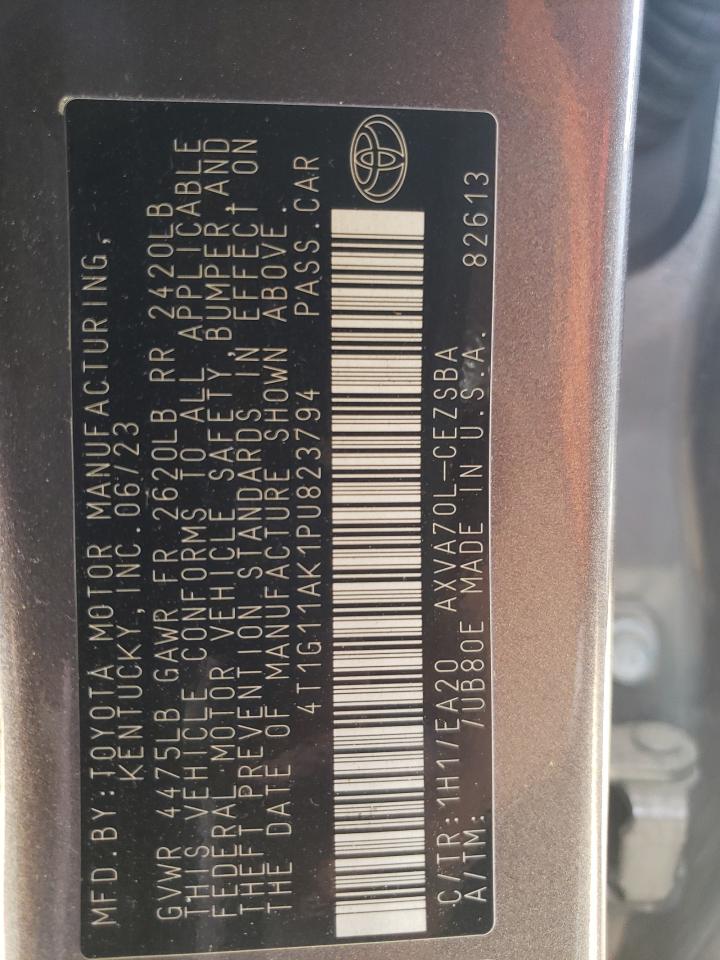 MFD.BY:TOYOTA MOTOR MANUFACTURING,
KENTUCKY,INC.06/23
GVWR 4475LB GAWR FR 2620LB RR 2420LB
THIS VEHICLE CONFORMS TO ALL APPLICABLE
FEDERAL MOTOR VEHICLE SAFETY, BUMPER AND
THEFT PREVENTION STANDARDS IN EFFECT ON
THE DATE OF MANUFACTURE SHOWN ABOVE.
4T1G11AK1PU823794 PASS.CAR
C/TR:1H1/EA20 AXVA70L-CEZSBA 82613
A/TM: /UB80E MADE IN U.S.A.